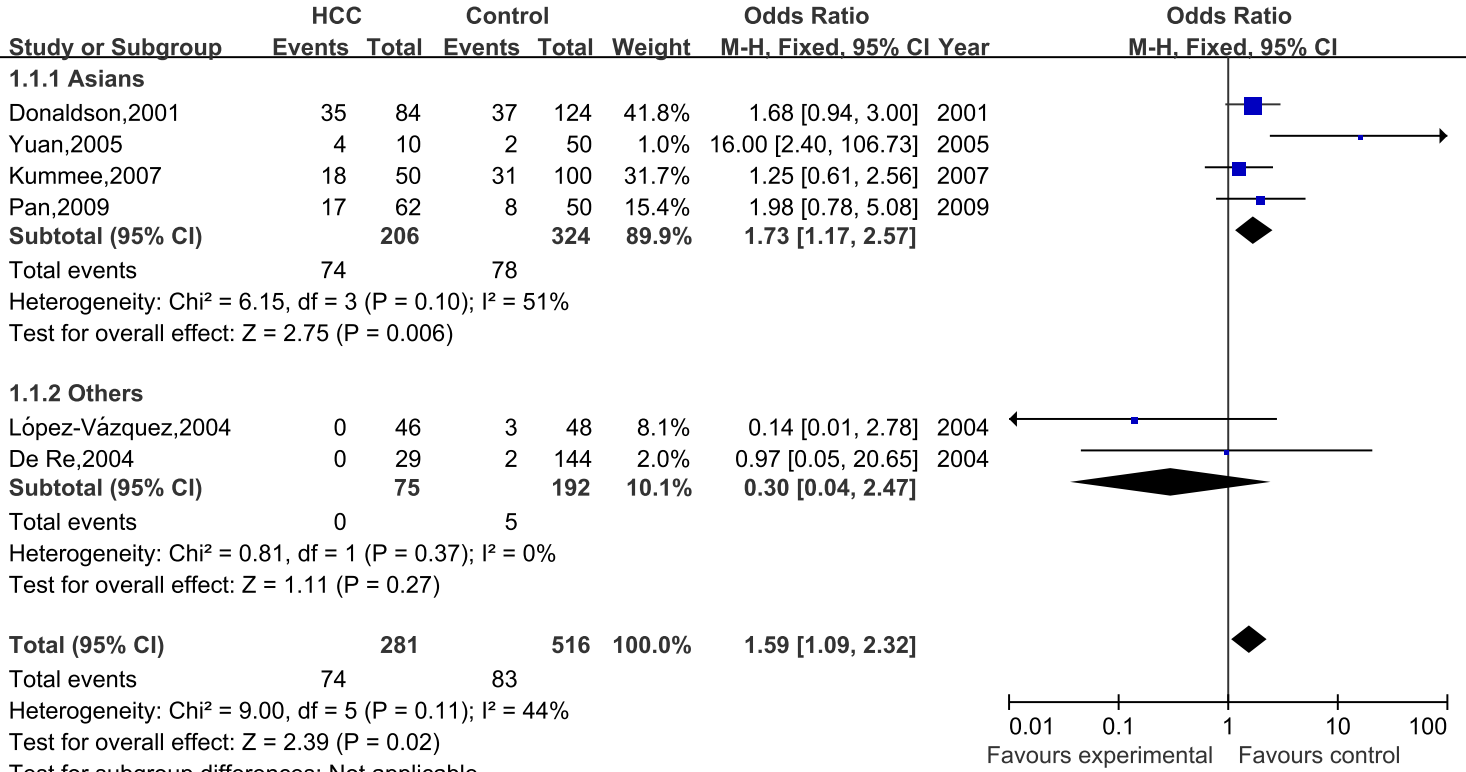 HCC Control Odds Ratio Odds Ratio
Study or Subgroup Events Total Events Total Weight M-H, Fixed, 95% CI Year M-H, Fixed, 95% CI
1.1.1 Asians
Donaldson,2001 35 84 37 124 41.8% 1.68 [0.94, 3.00] 2001
Yuan,2005 4 10 2 50 1.0% 16.00 [2.40, 106.73] 2005
Kummee,2007 18 50 31 100 31.7% 1.25 [0.61, 2.56] 2007
Pan,2009 17 62 8 50 15.4% 1.98 [0.78, 5.08] 2009
Subtotal (95% CI) 206 324 89.9% 1.73 [1.17, 2.57]
Total events 74 78
Heterogeneity: Chi² = 6.15, df = 3 (P = 0.10); I² = 51%
Test for overall effect: Z = 2.75 (P = 0.006)
1.1.2 Others
López-Vázquez,2004 0 46 3 48 8.1% 0.14 [0.01, 2.78] 2004
De Re,2004 0 29 2 144 2.0% 0.97 [0.05, 20.65] 2004
Subtotal (95% CI) 75 192 10.1% 0.30 [0.04, 2.47]
Total events 0 5
Heterogeneity: Chi² = 0.81, df = 1 (P = 0.37); I² = 0%
Test for overall effect: Z = 1.11 (P = 0.27)
Total (95% CI) 281 516 100.0% 1.59 [1.09, 2.32]
Total events 74 83
Heterogeneity: Chi² = 9.00, df = 5 (P = 0.11); I² = 44%
Test for overall effect: Z = 2.39 (P = 0.02)
Test for subgroup differences: Not applicable
0.01 0.1 1 10 100
Favours experimental Favours control